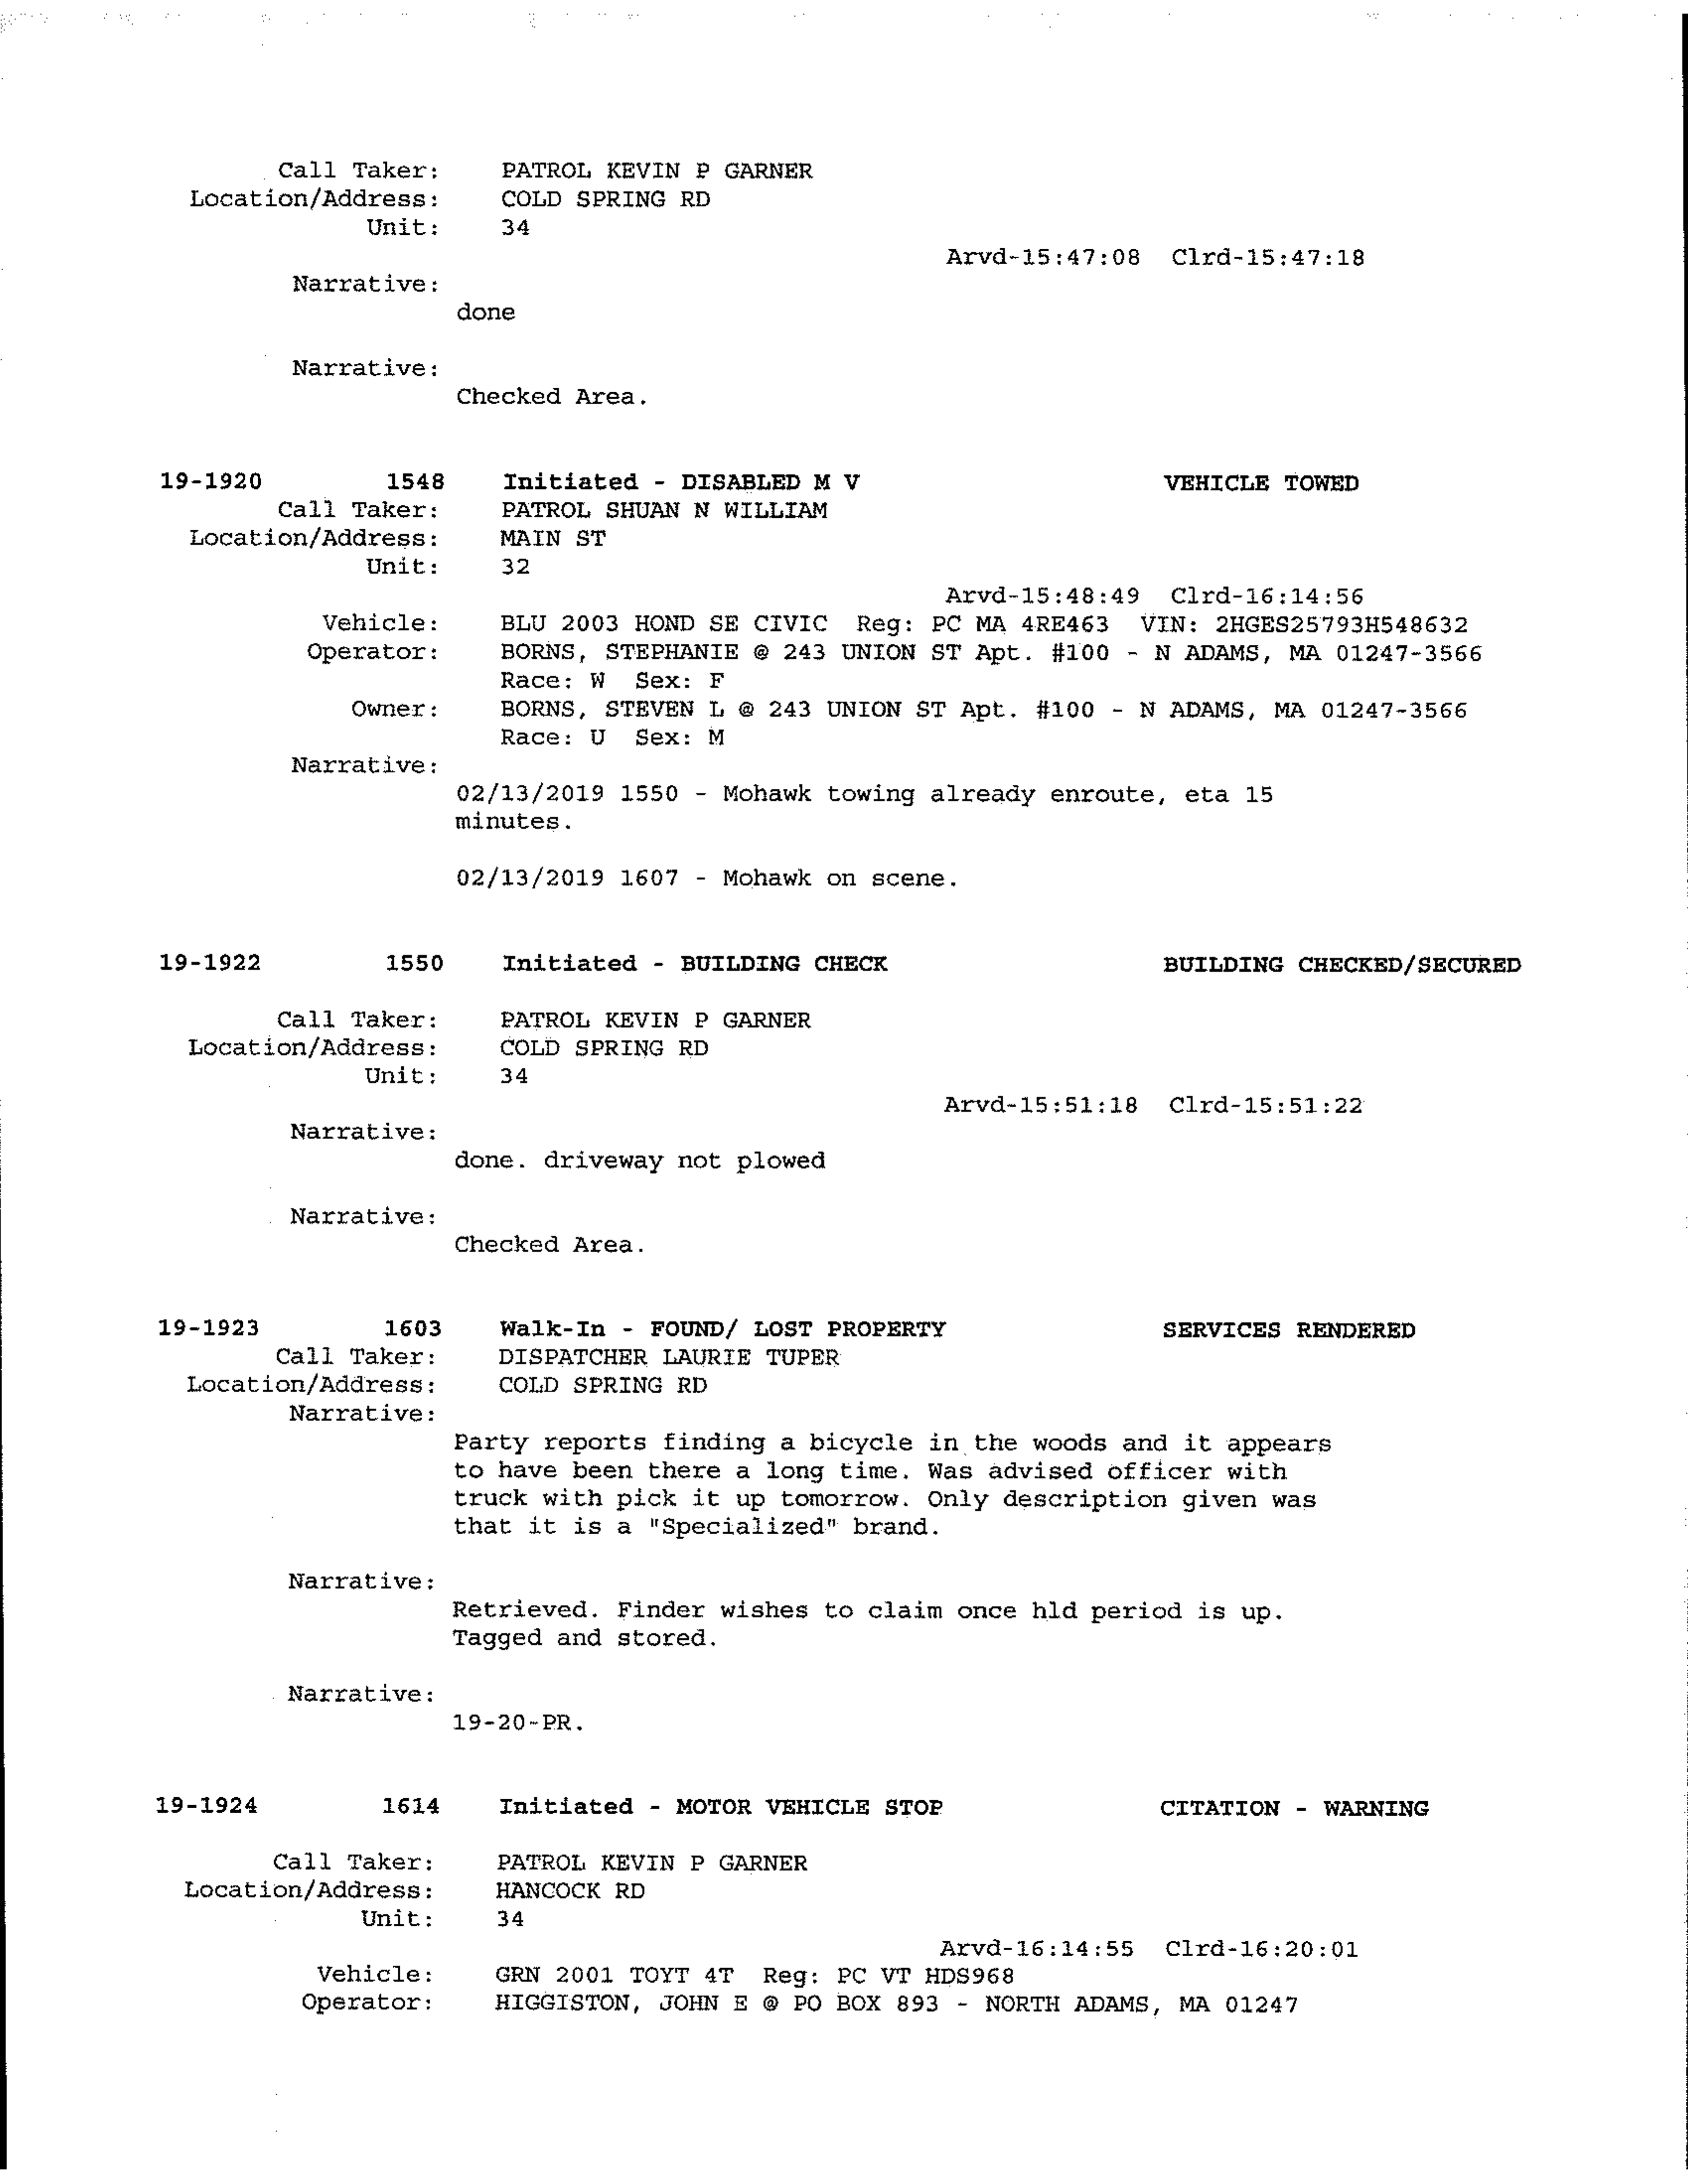 Call Taker: PATROL KEVIN P GARNER
Location/Address: COLD SPRING RD
Unit: 34
Arvd-15:47:08 Clrd-15:47:18
Narrative:
done
Narrative:
Checked Area.
19-1920 1548 Initiated - DISABLED M V VEHICLE TOWED
Call Taker: PATROL SHUAN N WILLIAM
Location/Address: MAIN ST
Unit: 32
Arvd-15:48:49 Clrd-16:14:56
Vehicle: BLU 2003 HOND SE CIVIC Reg: PC MA 4RE463 VIN: 2HGES25793H548632
Operator: BORNS, STEPHANIE @ 243 UNION ST Apt. #100 - N ADAMS, MA 01247-3566
Race: W Sex: F
Owner: BORNS, STEVEN L @ 243 UNION ST Apt. #100 - N ADAMS, MA 01247-3566
Race: U Sex: M
Narrative:
02/13/2019 1550 - Mohawk towing already enroute, eta 15
minutes.
02/13/2019 1607 - Mohawk on scene.
19-1922 1550 Initiated - BUILDING CHECK BUILDING CHECKED/SECURED
Call Taker: PATROL KEVIN P GARNER
Location/Address: COLD SPRING RD
Unit: 34
Arvd-15:51:18 Clrd-15:51:22
Narrative:
done. driveway not plowed
Narrative:
Checked Area.
19-1923 1603 Walk-In - FOUND/ LOST PROPERTY SERVICES RENDERED
Call Taker: DISPATCHER LAURIE TUPER
Location/Address: COLD SPRING RD
Narrative:
Party reports finding a bicycle in the woods and it appears
to have been there a long time. Was advised officer with
truck with pick it up tomorrow. Only description given was
that it is a "Specialized" brand.
Narrative:
Retrieved. Finder wishes to claim once hld period is up.
Tagged and stored.
Narrative:
19-20-PR.
19-1924 1614 Initiated - MOTOR VEHICLE STOP CITATION - WARNING
Call Taker: PATROL KEVIN P GARNER
Location/Address: HANCOCK RD
Unit: 34
Arvd-16:14:55 Clrd-16:20:01
Vehicle: GRN 2001 TOYT 4T Reg: PC VT HDS968
Operator: HIGGISTON, JOHN E @ PO BOX 893 - NORTH ADAMS, MA 01247